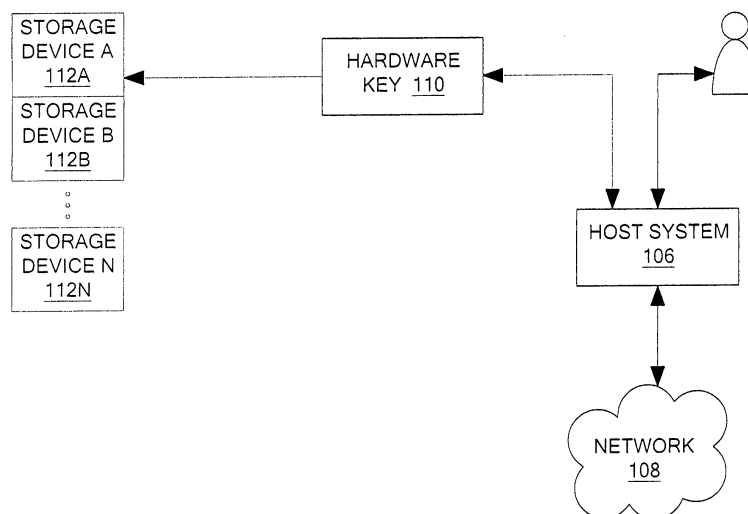 STORAGE
DEVICE A
112A
STORAGE
DEVICE B
112B
STORAGE
DEVICE N
112N
HARDWARE
KEY 110
HOST SYSTEM
106
NETWORK
108